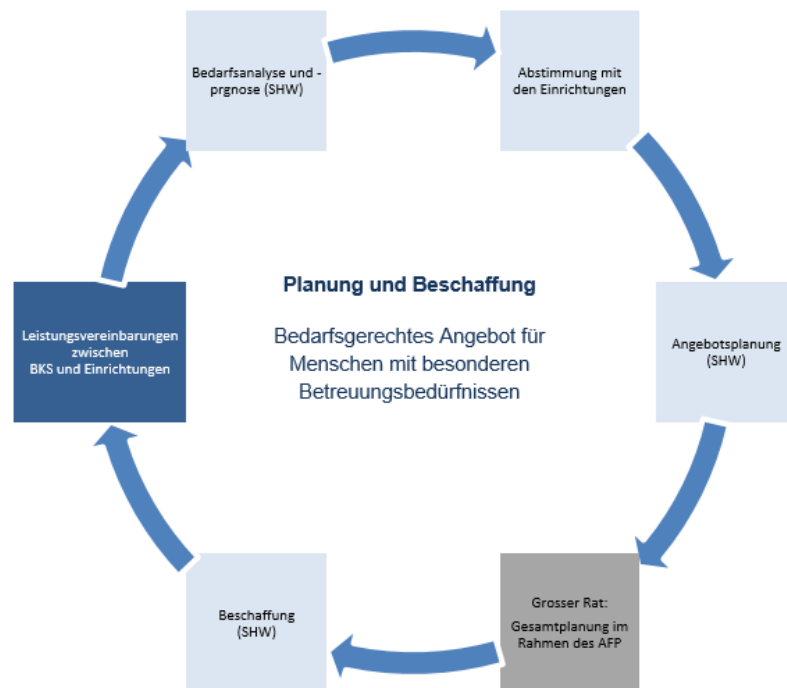 Bedarfsanalyse und -
prgnose (SHW)
Abstimmung mit
den Einrichtungen
Angebotsplanung
(SHW)
Grosser Rat:
Gesamtplanung im
Rahmen des AFP
Beschaffung
(SHW)
Leistungsvereinbarungen
zwischen
BKS und Einrichtungen
Planung und Beschaffung
Bedarfsgerechtes Angebot für
Menschen mit besonderen
Betreuungsbedürfnissen